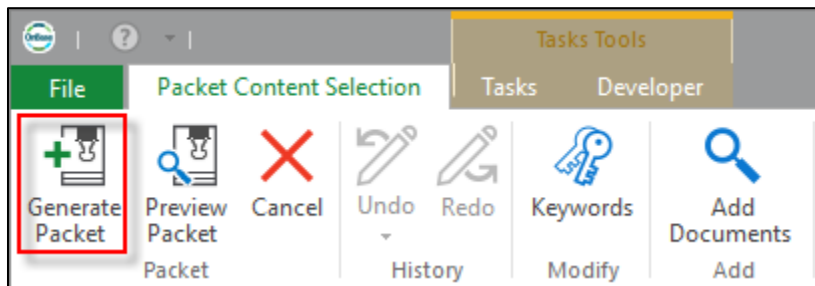 OnBase
?
Tasks Tools
File
Packet Content Selection
Tasks
Developer
Generate
Packet
Preview
Packet
Cancel
Undo
Redo
Keywords
Add
Documents
Packet
History
Modify
Add